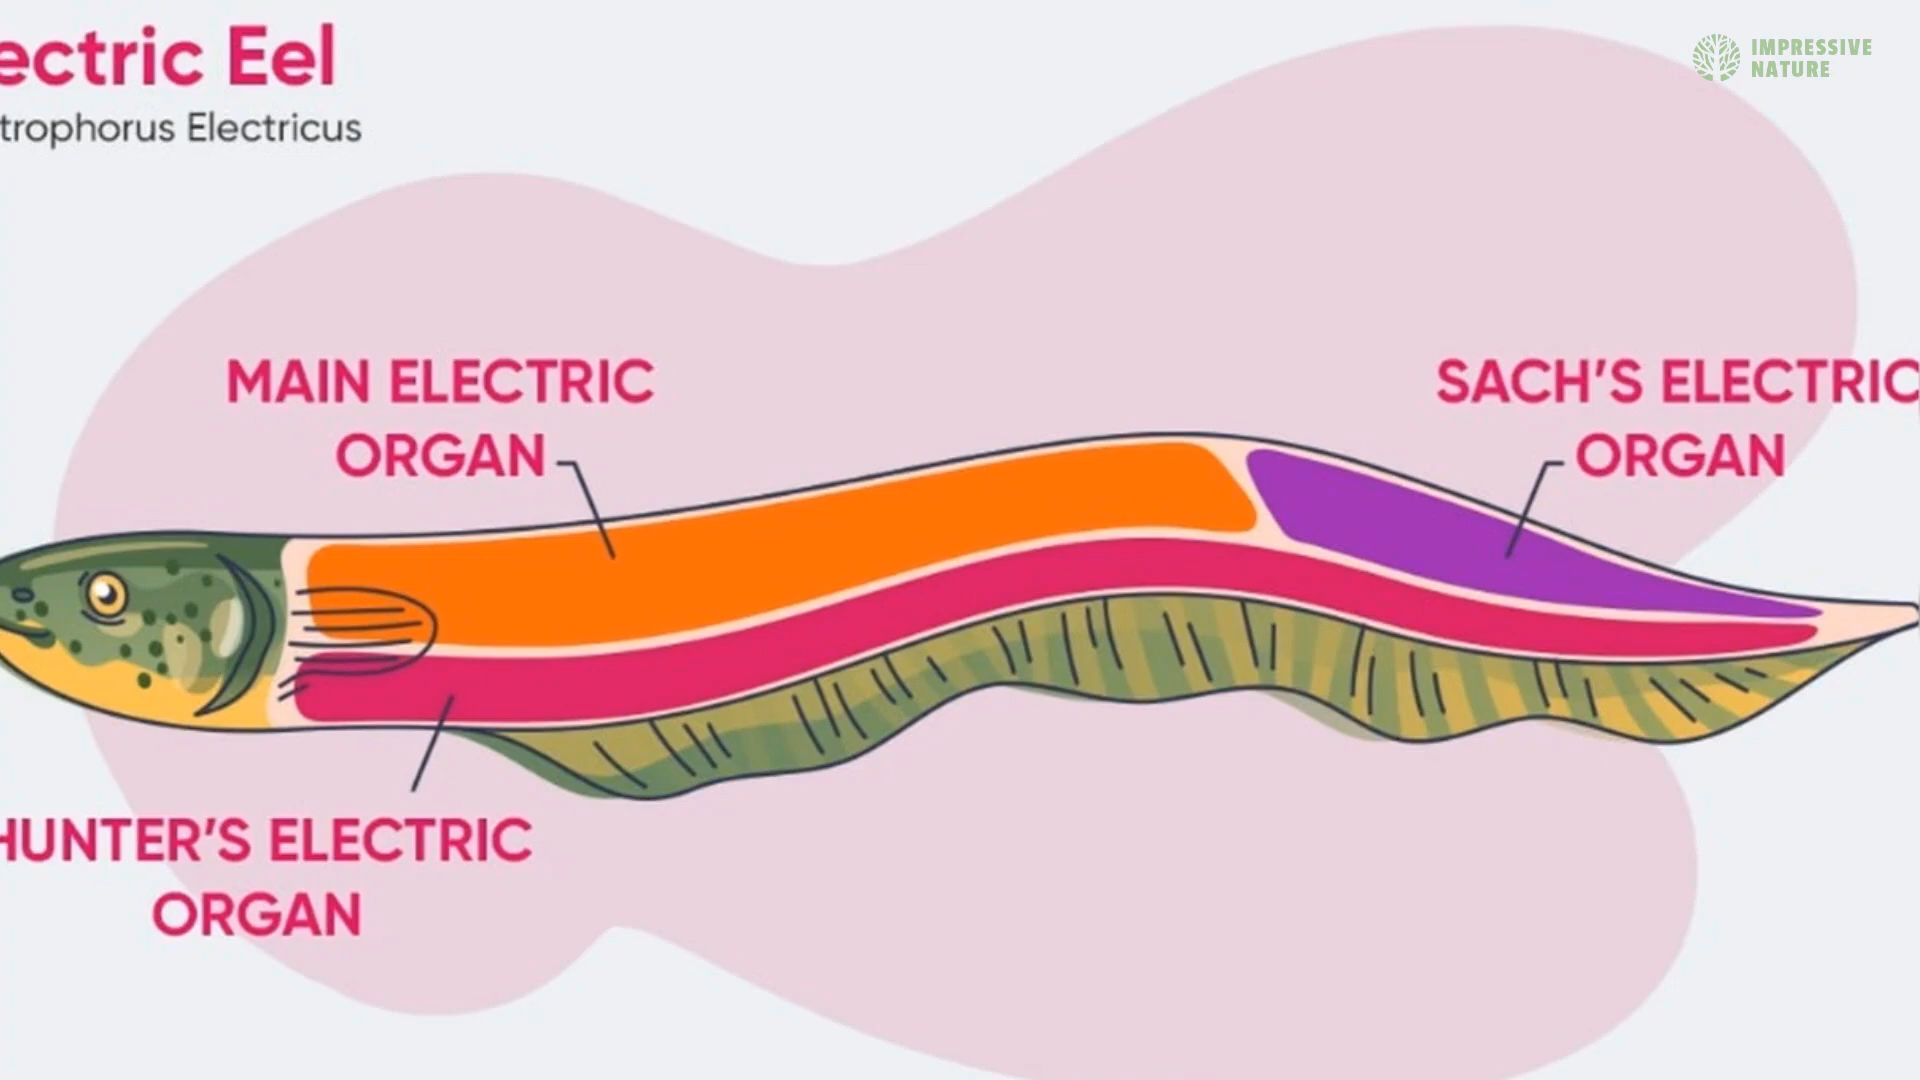 ectric Eel
trophorus Electricus
IMPRESSIVE
NATURE
MAIN ELECTRIC
ORGAN
SACH'S ELECTRIC
ORGAN
HUNTER'S ELECTRIC
ORGAN